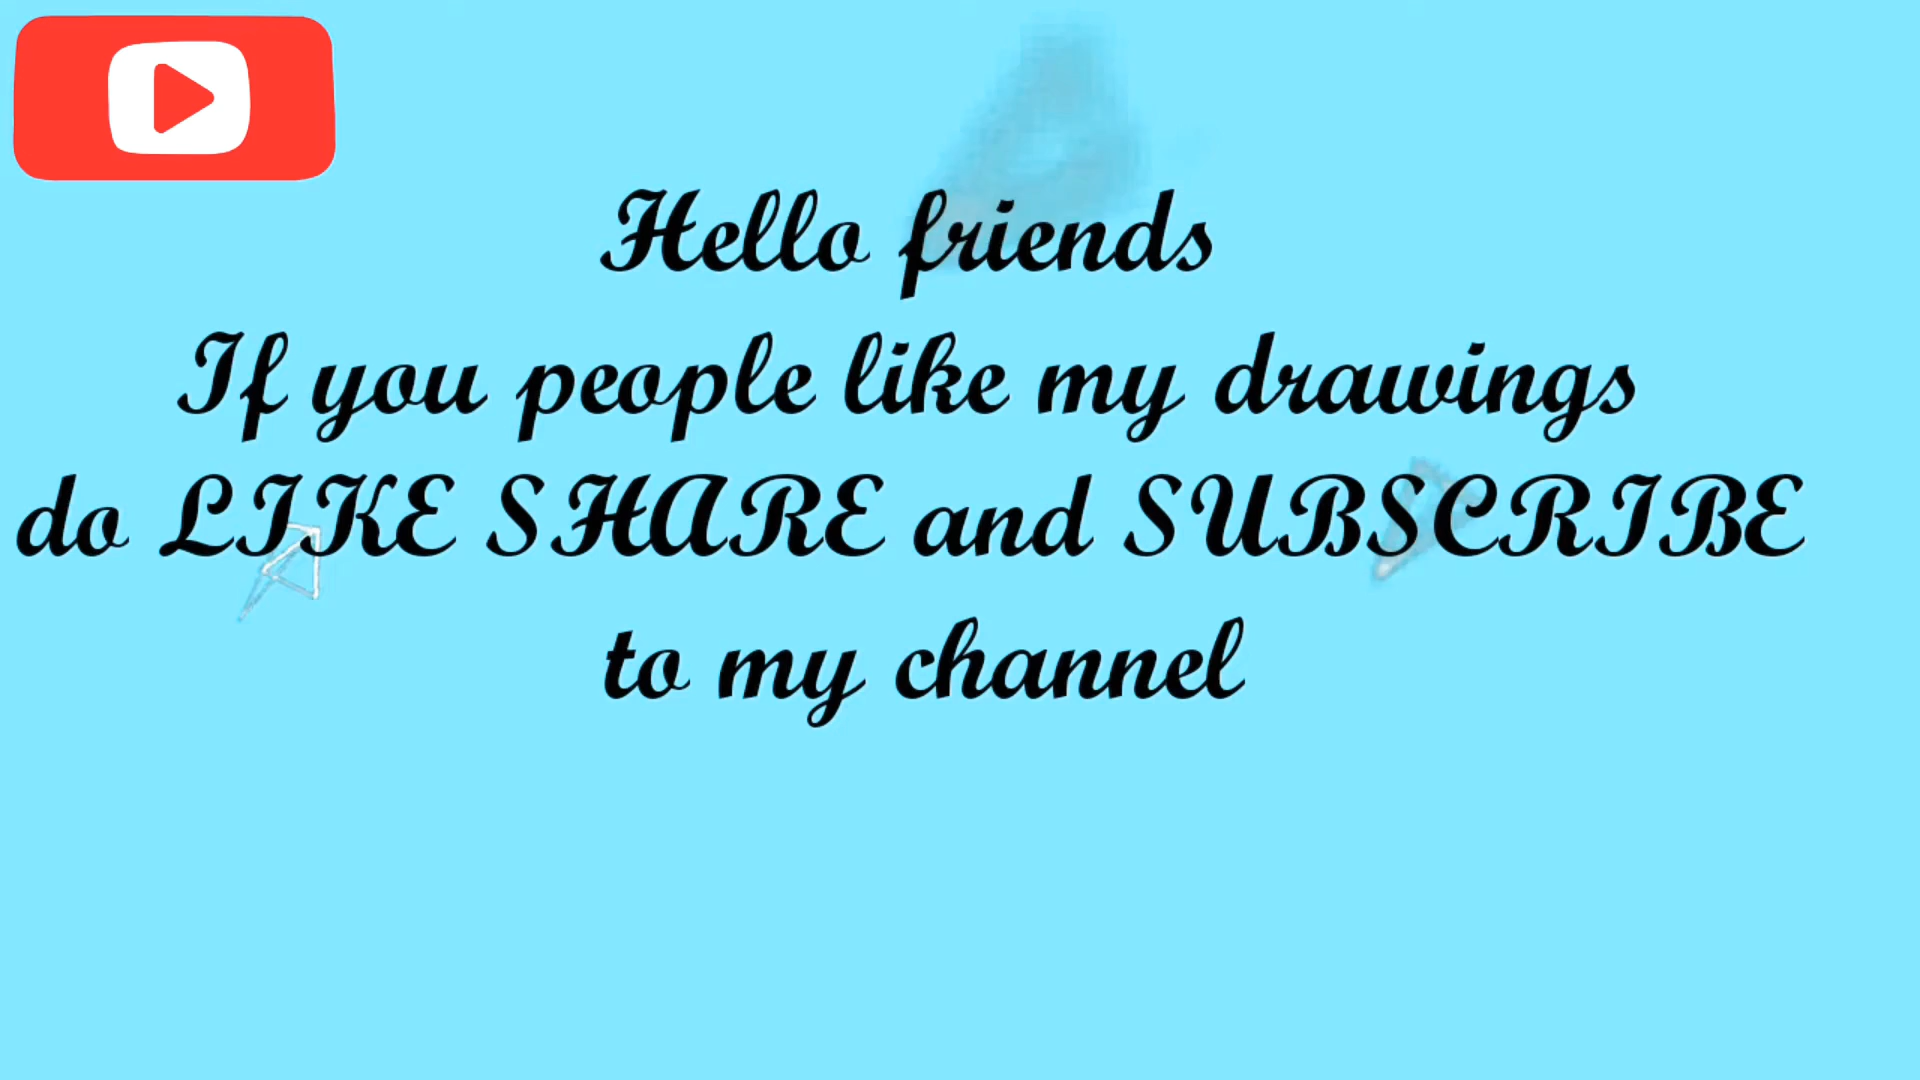 Hello friends
If you people like my drawings
do LIKE SHARE and SUBSCRIBE
to my channel